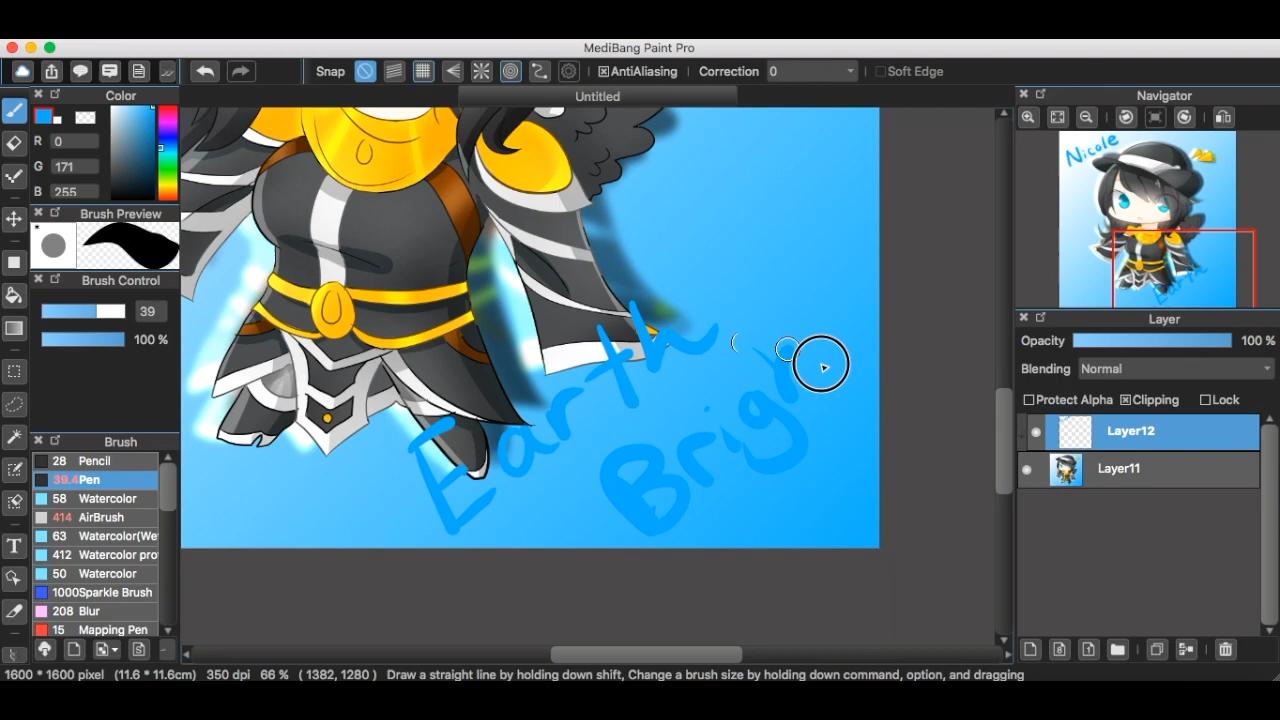 MediBang Paint Pro
Snap AntiAliasing Correction 0 Soft Edge
Color
Untitled
Navigator
R 0
G 171
B 255
Nicole
Brush Preview
Brush Control
39
100 %
Layer
Opacity 100 %
Blending Normal
Protect Alpha Clipping Lock
Layer12
Layer11
Earth
Brigh
Brush
28 Pencil
39.4 Pen
58 Watercolor
414 AirBrush
63 Watercolor(We
412 Watercolor pro
50 Watercolor
1000 Sparkle Brush
208 Blur
15 Mapping Pen
1600 * 1600 pixel (11.6 * 11.6cm) 350 dpi 66 % ( 1382, 1280 ) Draw a straight line by holding down shift, Change a brush size by holding down command, option, and dragging